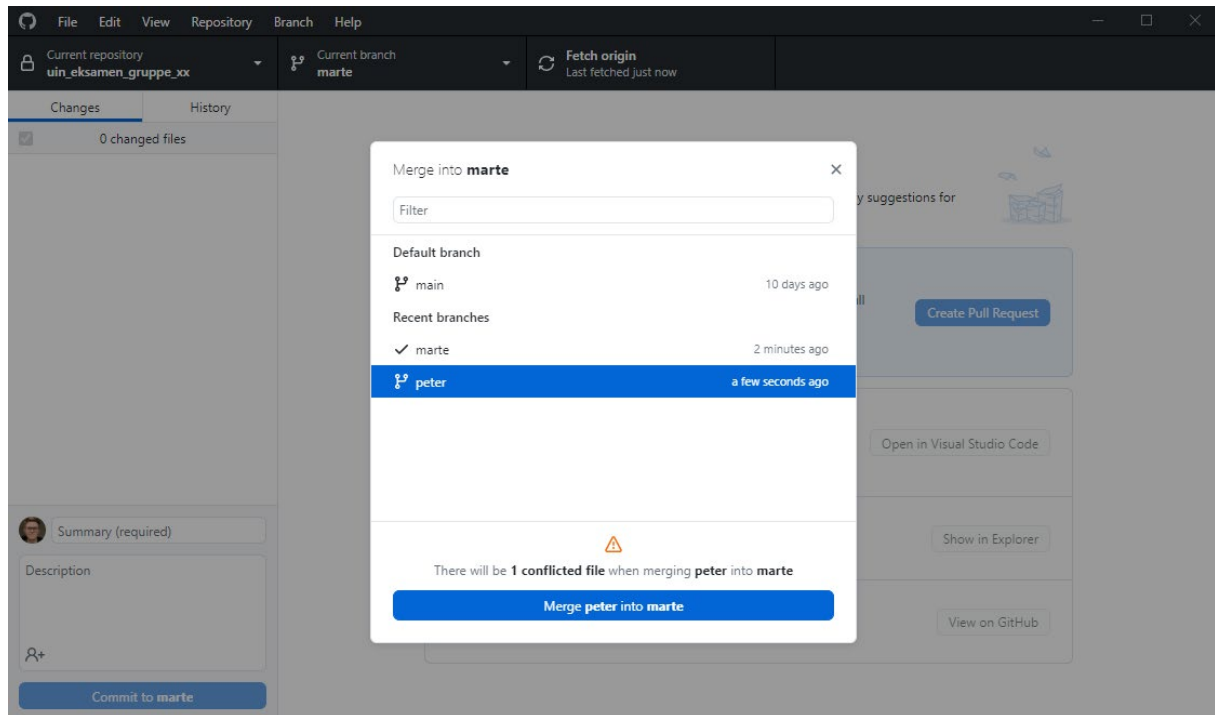 File Edit View Repository Branch Help
Current repository
uin_eksamen_gruppe_xx
Current branch
marte
Fetch origin
Last fetched just now
Changes History
0 changed files
Merge into marte
Filter
y suggestions for
Default branch
main 10 days ago
ll
Create Pull Request
Recent branches
marte 2 minutes ago
peter a few seconds ago
Open in Visual Studio Code
There will be 1 conflicted file when merging peter into marte
Merge peter into marte
Show in Explorer
View on GitHub
Summary (required)
Description
Commit to marte